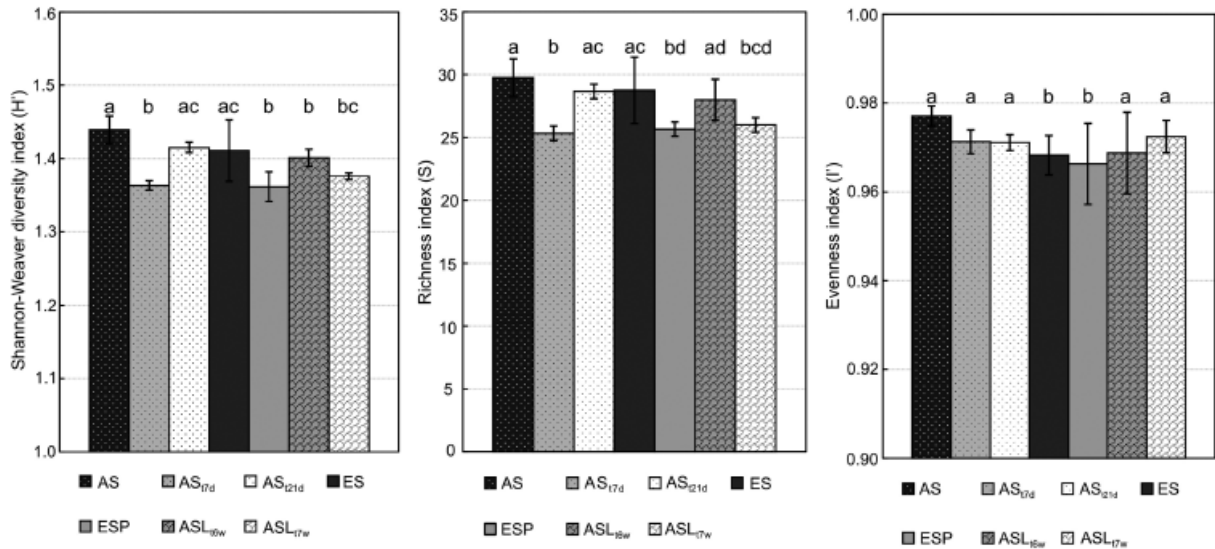 Shannon-Weaver diversity index (H')
1.6
1.5
1.4
1.3
1.2
1.1
1.0
a b ac ac b b bc
AS AS t7d AS t21d ES
ESP ASL t6w ASL t7w
Richness index (S)
35
30
25
20
15
10
5
0
a b ac ac bd ad bcd
AS AS t7d AS t21d ES
ESP ASL t6w ASL t7w
Evenness index (I')
1.00
0.98
0.96
0.94
0.92
0.90
a a a b b a a
AS AS t7d AS t21d ES
ESP ASL t6w ASL t7w